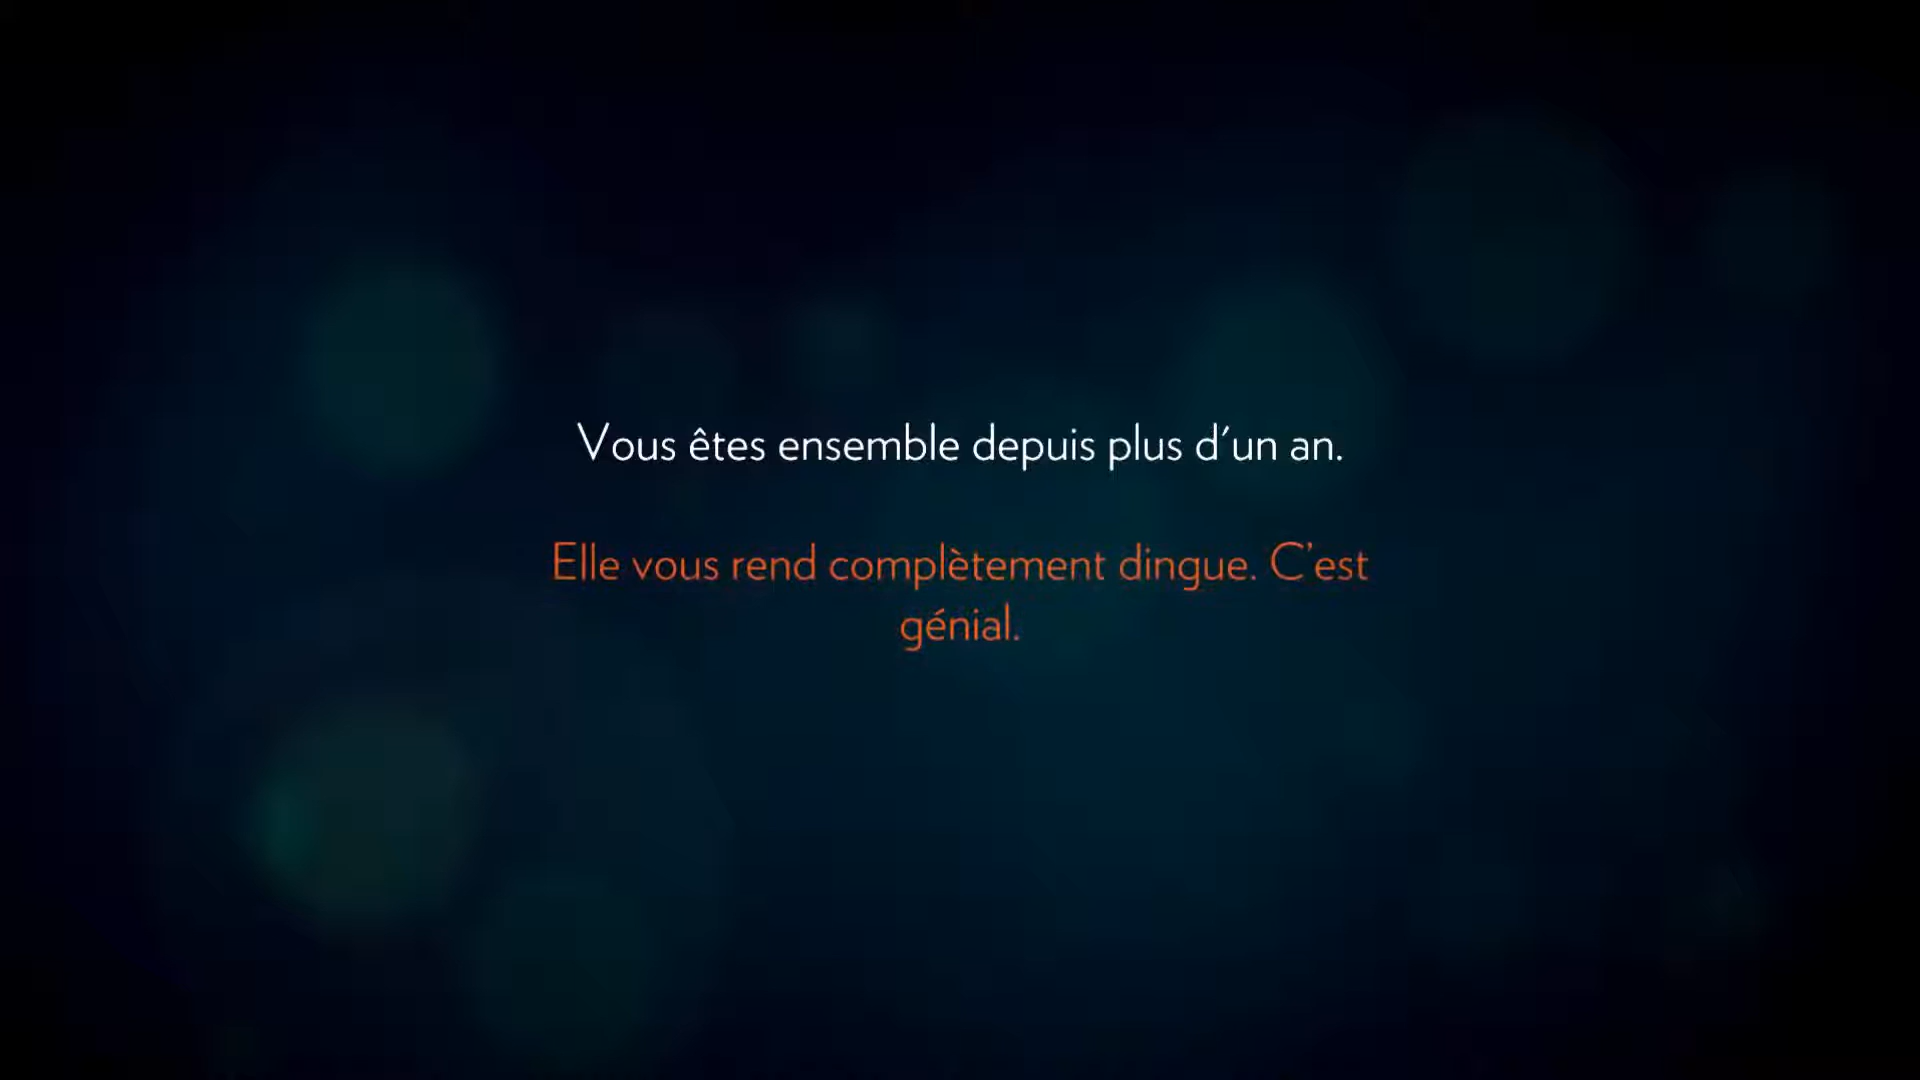 Vous êtes ensemble depuis plus d'un an.
Elle vous rend complètement dingue. C'est
génial.